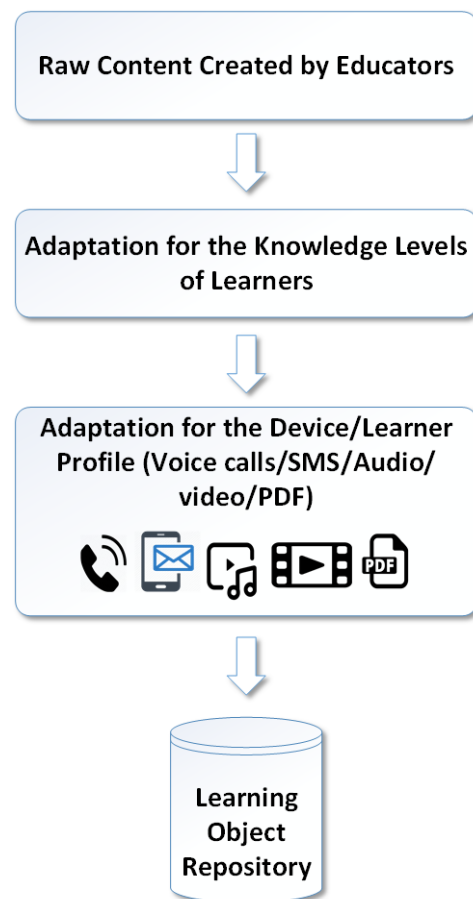 Raw Content Created by Educators
Adaptation for the Knowledge Levels
of Learners
Adaptation for the Device/Learner
Profile (Voice calls/SMS/Audio/
video/PDF)
PDF
Learning
Object
Repository